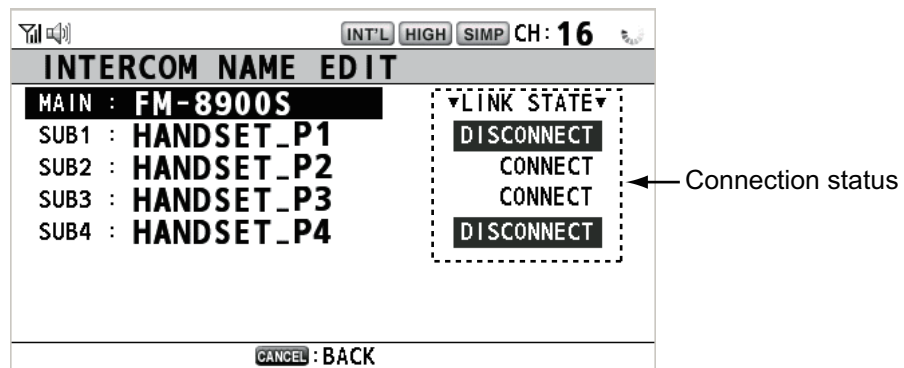 INT'L HIGH SIMP CH: 16
INTERCOM NAME EDIT
MAIN : FM-8900S ▼LINK STATE▼
SUB1 : HANDSET_P1 DISCONNECT
SUB2 : HANDSET_P2 CONNECT
SUB3 : HANDSET_P3 CONNECT
SUB4 : HANDSET_P4 DISCONNECT
Connection status
CANCEL : BACK